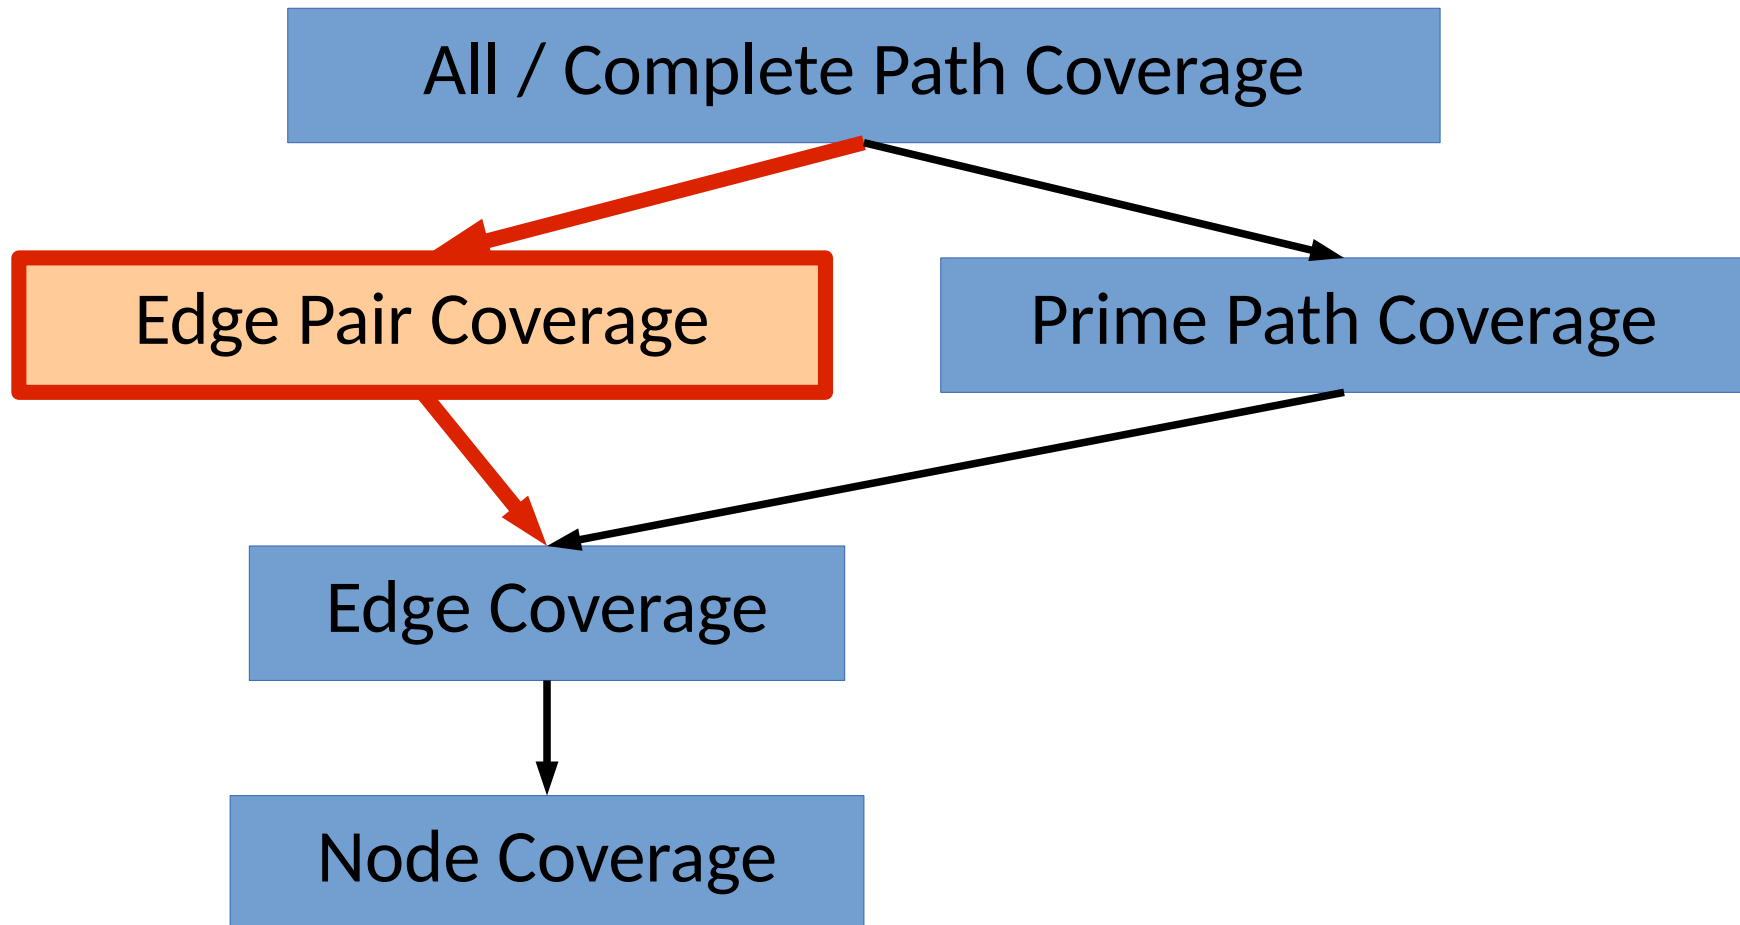 All / Complete Path Coverage
Edge Pair Coverage
Prime Path Coverage
Edge Coverage
Node Coverage